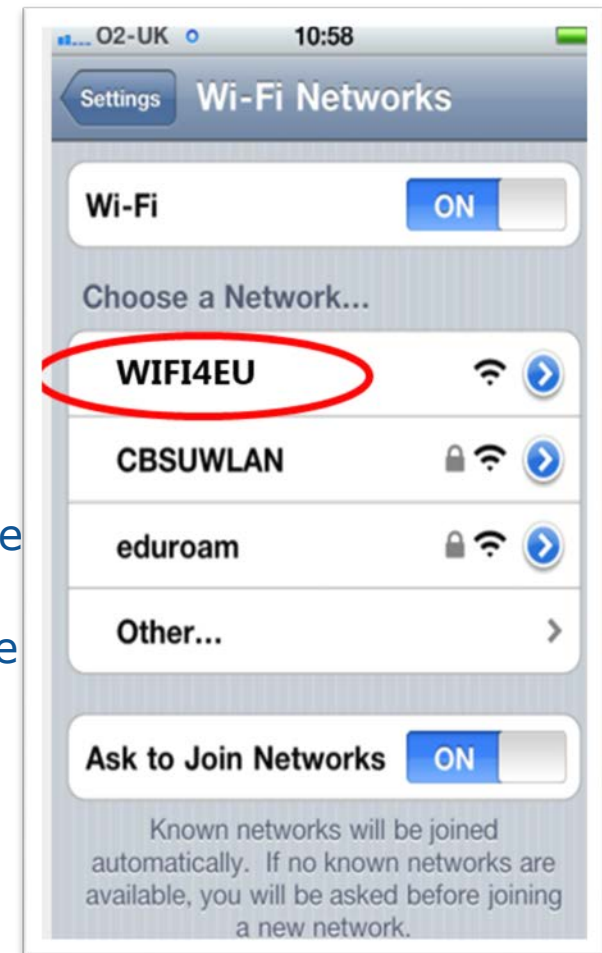 O2-UK 10:58
Settings Wi-Fi Networks
Wi-Fi ON
Choose a Network...
WIFI4EU
CBSUWLAN
e
eduroam
e
Other...
Ask to Join Networks ON
Known networks will be joined
automatically. If no known networks are
available, you will be asked before joining
a new network.